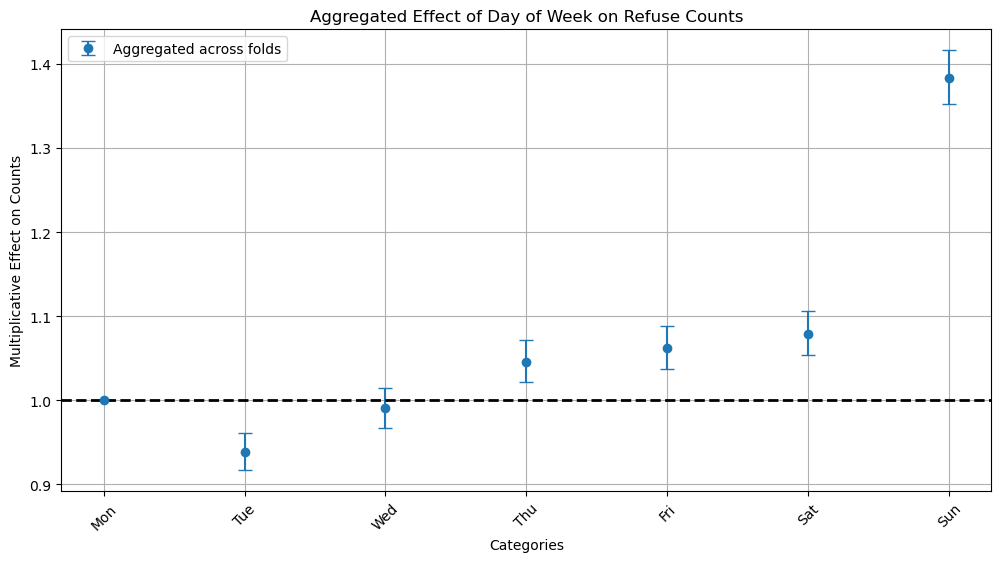 Aggregated Effect of Day of Week on Refuse Counts
Aggregated across folds
Multiplicative Effect on Counts
1.4
1.3
1.2
1.1
1.0
0.9
Mon
Tue
Wed
Thu
Fri
Sat
Sun
Categories